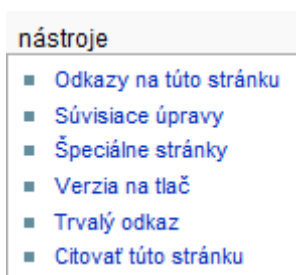 nástroje
Odkazy na túto stránku
Súvisiace úpravy
Špeciálne stránky
Verzia na tlač
Trvalý odkaz
Citovať túto stránku